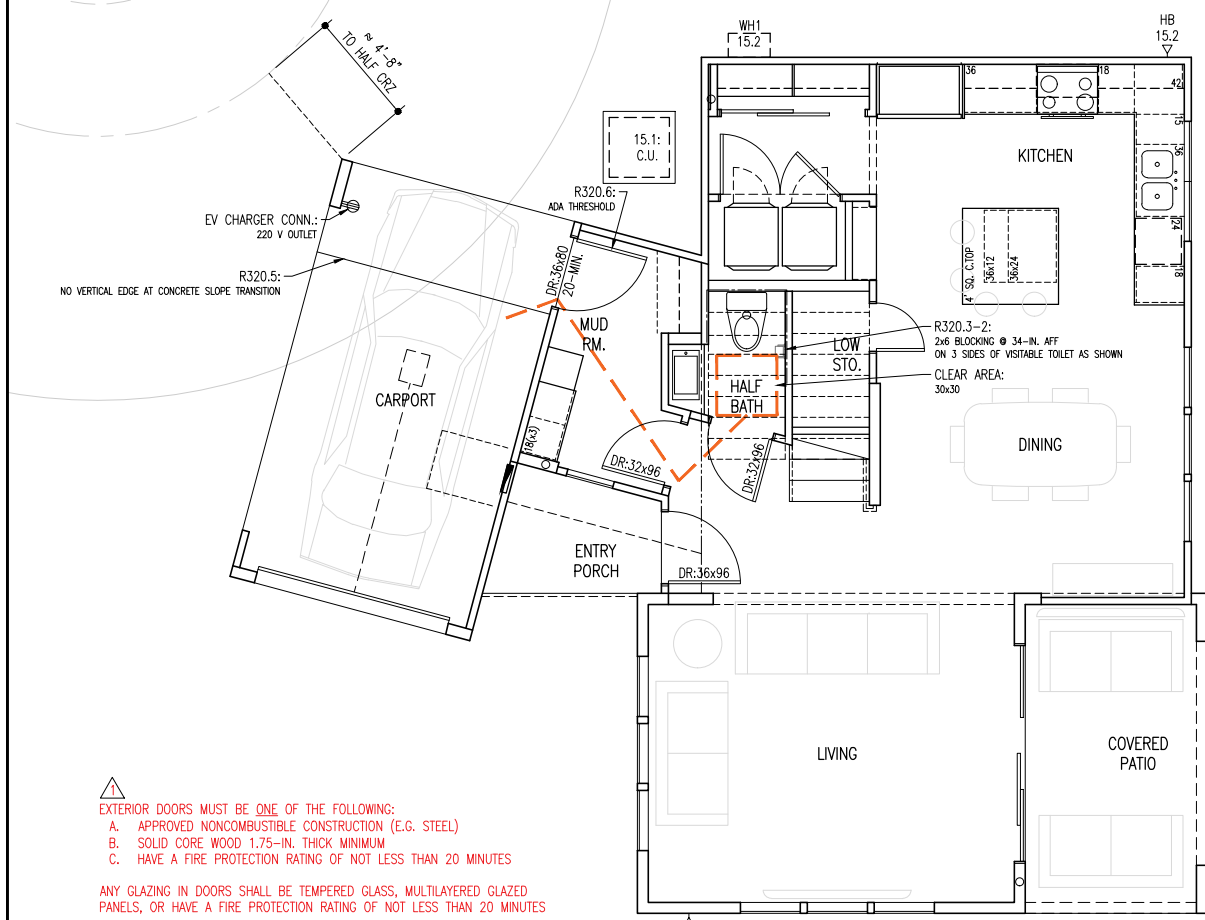 ≈ 4'-8"
TO HALF CRZ
WH1
15.2
HB
15.2
36
18
42
15
36
24
18
15.1:
C.U.
KITCHEN
R320.6:
ADA THRESHOLD
EV CHARGER CONN.:
220 V OUTLET
R320.5:
NO VERTICAL EDGE AT CONCRETE SLOPE TRANSITION
DR:36x80
20-MIN.
MUD
RM.
4' SQ. C.TOP
36x12
36x24
R320.3-2:
2x6 BLOCKING @ 34-IN. AFF
ON 3 SIDES OF VISITABLE TOILET AS SHOWN
LOW
STO.
CLEAR AREA:
30x30
HALF
BATH
CARPORT
18(x3)
DR:32x96
DR:32x96
DINING
ENTRY
PORCH
DR:36x96
LIVING
COVERED
PATIO
1
EXTERIOR DOORS MUST BE ONE OF THE FOLLOWING:
A. APPROVED NONCOMBUSTIBLE CONSTRUCTION (E.G. STEEL)
B. SOLID CORE WOOD 1.75-IN. THICK MINIMUM
C. HAVE A FIRE PROTECTION RATING OF NOT LESS THAN 20 MINUTES
ANY GLAZING IN DOORS SHALL BE TEMPERED GLASS, MULTILAYERED GLAZED
PANELS, OR HAVE A FIRE PROTECTION RATING OF NOT LESS THAN 20 MINUTES